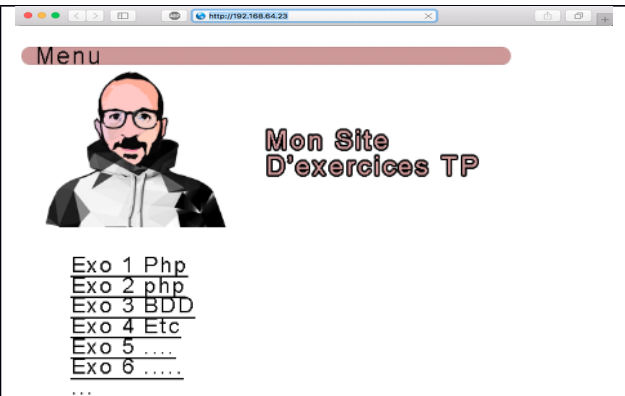 http://192.168.64.23
Menu
Mon Site
D'exercices TP
Exo 1 Php
Exo 2 php
Exo 3 BDD
Exo 4 Etc
Exo 5 ....
Exo 6 .....
...